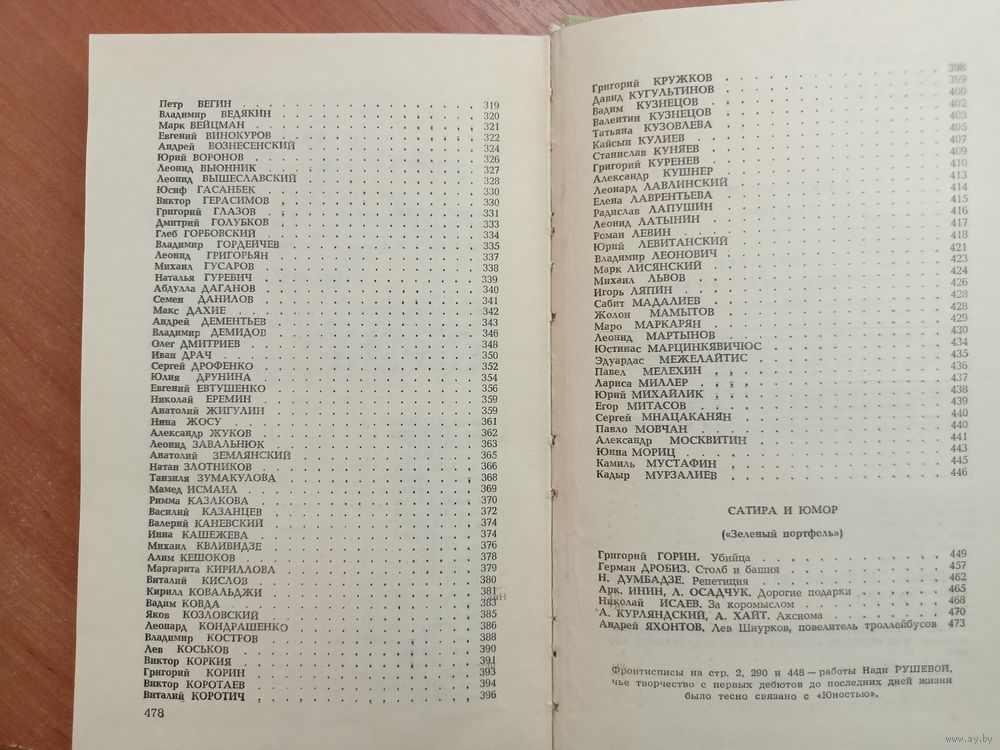 Петр ВЕГИН . . . 319
Владимир ВЕДЯКИН . . . 320
Марк ВЕЙЦМАН . . . 321
Евгений ВИНОКУРОВ . . . 322
Андрей ВОЗНЕСЕНСКИЙ . . . 324
Юрий ВОРОНОВ . . . 326
Леонид ВЫОННИК . . . 327
Леонид ВЫШЕСЛАВСКИЙ . . . 328
Юсиф ГАСАНБЕК . . . 330
Виктор ГЕРАСИМОВ . . . 330
Григорий ГЛАЗОВ . . . 331
Дмитрий ГОЛУБКОВ . . . 333
Глеб ГОРБОВСКИЙ . . . 334
Владимир ГОРДЕЙЧЕВ . . . 335
Леонид ГРИГОРЬЯН . . . 337
Михаил ГУСАРОВ . . . 338
Наталья ГУРЕВИЧ . . . 339
Абдулла ДАГАНОВ . . . 340
Семен ДАНИЛОВ . . . 341
Макс ДАХИЕ . . . 342
Андрей ДЕМЕНТЬЕВ . . . 343
Владимир ДЕМИДОВ . . . 346
Олег ДМИТРИЕВ . . . 348
Иван ДРАЧ . . . 350
Сергей ДРОФЕНКО . . . 352
Юлия ДРУНИНА . . . 354
Евгений ЕВТУШЕНКО . . . 356
Николай ЕРЕМИН . . . 359
Анатолий ЖИГУЛИН . . . 359
Нина ЖОСУ . . . 361
Александр ЖУКОВ . . . 362
Леонид ЗАВАЛЬНЮК . . . 363
Анатолий ЗЕМЛЯНСКИЙ . . . 365
Натан ЗЛОТНИКОВ . . . 366
Танзиля ЗУМАКУЛОВА . . . 368
Мамед ИСМАИЛ . . . 369
Римма КАЗАКОВА . . . 370
Василий КАЗАНЦЕВ . . . 372
Валерий КАНЕВСКИЙ . . . 374
Инна КАШЕЖЕВА . . . 374
Михаил КВЛИВИДЗЕ . . . 376
Алим КЕШОКОВ . . . 378
Маргарита КИРИЛЛОВА . . . 379
Виталий КИСЛОВ . . . 380
Кирилл КОВАЛЬДЖИ . . . 381
Вадим КОВДА . . . 383
Яков КОЗЛОВСКИЙ . . . 385
Леонард КОНДРАШЕНКО . . . 386
Владимир КОСТРОВ . . . 388
Лев КОСЬКОВ . . . 390
Виктор КОРКИЯ . . . 391
Григорий КОРИН . . . 393
Виктор КОРОТАЕВ . . . 394
Виталий КОРОТИЧ . . . 396
478
Григорий КРУЖКОВ . . . 398
Давид КУГУЛЬТИНОВ . . . 399
Вадим КУЗНЕЦОВ . . . 400
Валентин КУЗНЕЦОВ . . . 402
Татьяна КУЗОВЛЕВА . . . 403
Кайсын КУЛИЕВ . . . 405
Станислав КУНЯЕВ . . . 407
Григорий КУРЕНЕВ . . . 409
Александр КУШНЕР . . . 410
Леонард ЛАВЛИНСКИЙ . . . 413
Елена ЛАВРЕНТЬЕВА . . . 414
Радислав ЛАПУШИН . . . 415
Леонид ЛАТЫНИН . . . 416
Роман ЛЕВИН . . . 417
Юрий ЛЕВИТАНСКИЙ . . . 418
Владимир ЛЕОНОВИЧ . . . 421
Марк ЛИСЯНСКИЙ . . . 423
Михаил ЛЬВОВ . . . 424
Игорь ЛЯПИН . . . 426
Сабит МАДАЛИЕВ . . . 428
Жолон МАМЫТОВ . . . 428
Маро МАРКАРЯН . . . 429
Леонид МАРТЫНОВ . . . 430
Юстинас МАРЦИНКЯВИЧЮС . . . 434
Эдуардас МЕЖЕЛАЙТИС . . . 435
Павел МЕЛЕХИН . . . 436
Лариса МИЛЛЕР . . . 437
Юрий МИХАЙЛИК . . . 438
Егор МИТАСОВ . . . 439
Сергей МНАЦАКАНЯН . . . 440
Павло МОВЧАН . . . 440
Александр МОСКВИТИН . . . 441
Юнна МОРИЦ . . . 443
Камиль МУСТАФИН . . . 445
Кадыр МУРЗАЛИЕВ . . . 446
САТИРА И ЮМОР
(«Зеленый портфель»)
Григорий ГОРИН. Убийца . . . 449
Герман ДРОБИЗ. Столб и башня . . . 457
Н. ДУМБАДЗЕ. Репетиция . . . 462
Арк. ИНИН, Л. ОСАДЧУК. Дорогие подарки . . . 465
Николай ИСАЕВ. За коромыслом . . . 468
А. КУРЛЯНДСКИЙ, А. ХАЙТ. Аксиома . . . 470
Андрей ЯХОНТОВ. Лев Шнурков, повелитель троллейбусов 473
Фронтисписы на стр. 2, 290 и 448 — работы Нади РУШЕВОЙ,
чье творчество с первых дебютов до последних дней жизни
было тесно связано с «Юностью».
www.ay.by